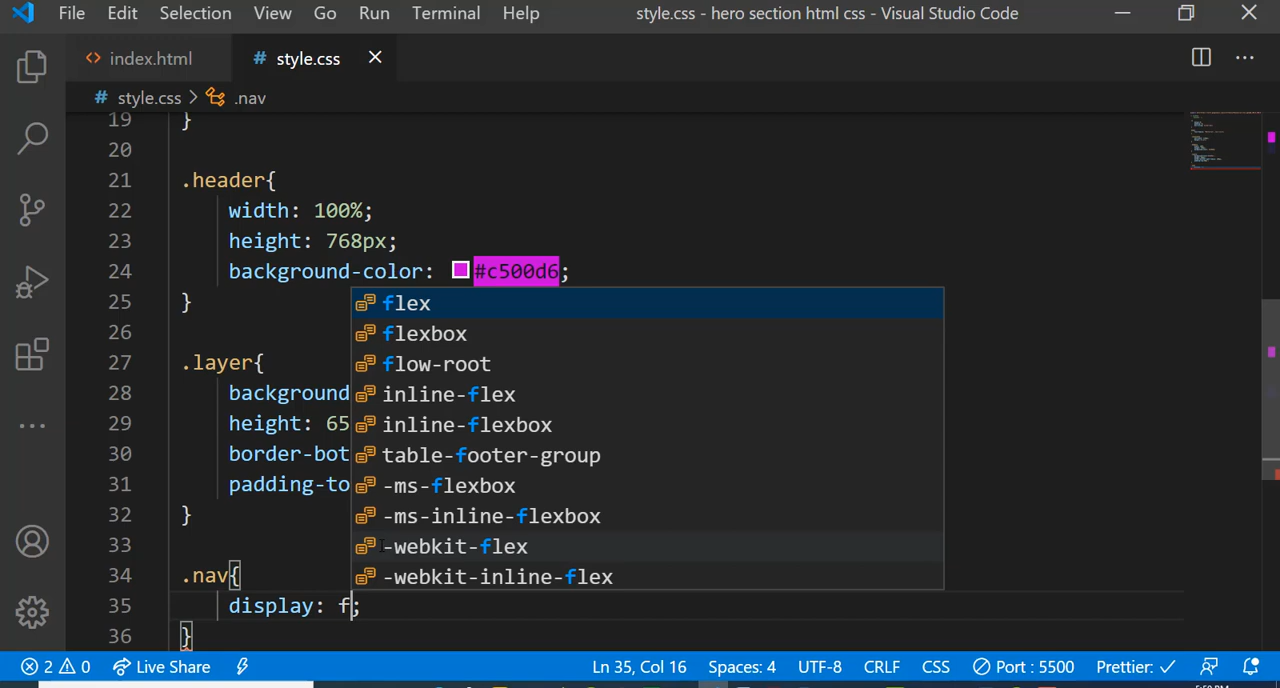 File Edit Selection View Go Run Terminal Help style.css - hero section html css - Visual Studio Code
index.html # style.css
# style.css > .nav
19 }
20
21 .header{
22 width: 100%;
23 height: 768px;
24 background-color: #c500d6;
25 }
26
27 .layer{
28 background
29 height: 65
30 border-bot
31 padding-to
32 }
33
34 .nav{
35 display: f;
36 }
flex
flexbox
flow-root
inline-flex
inline-flexbox
table-footer-group
-ms-flexbox
-ms-inline-flexbox
-webkit-flex
-webkit-inline-flex
2 0 Live Share Ln 35, Col 16 Spaces: 4 UTF-8 CRLF CSS Port : 5500 Prettier: ✓